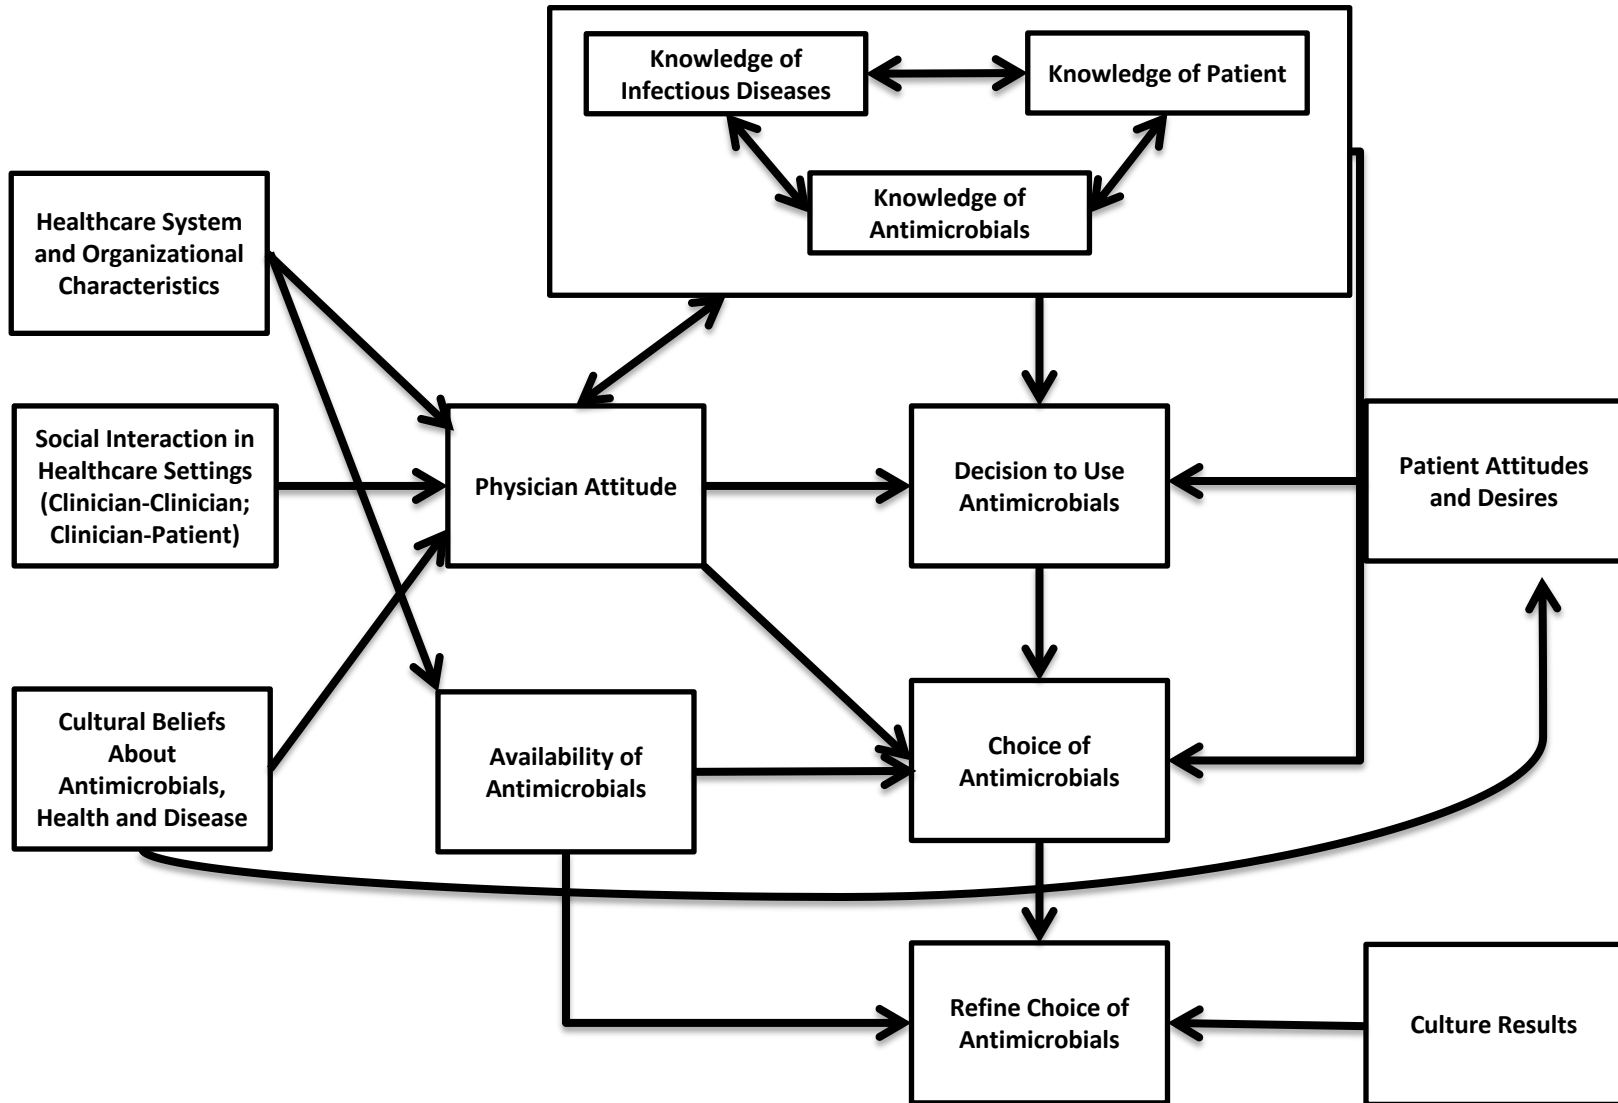 Knowledge of
Infectious Diseases
Knowledge of Patient
Knowledge of
Antimicrobials
Healthcare System
and Organizational
Characteristics
Social Interaction in
Healthcare Settings
(Clinician-Clinician;
Clinician-Patient)
Physician Attitude
Decision to Use
Antimicrobials
Patient Attitudes
and Desires
Cultural Beliefs
About
Antimicrobials,
Health and Disease
Availability of
Antimicrobials
Choice of
Antimicrobials
Refine Choice of
Antimicrobials
Culture Results